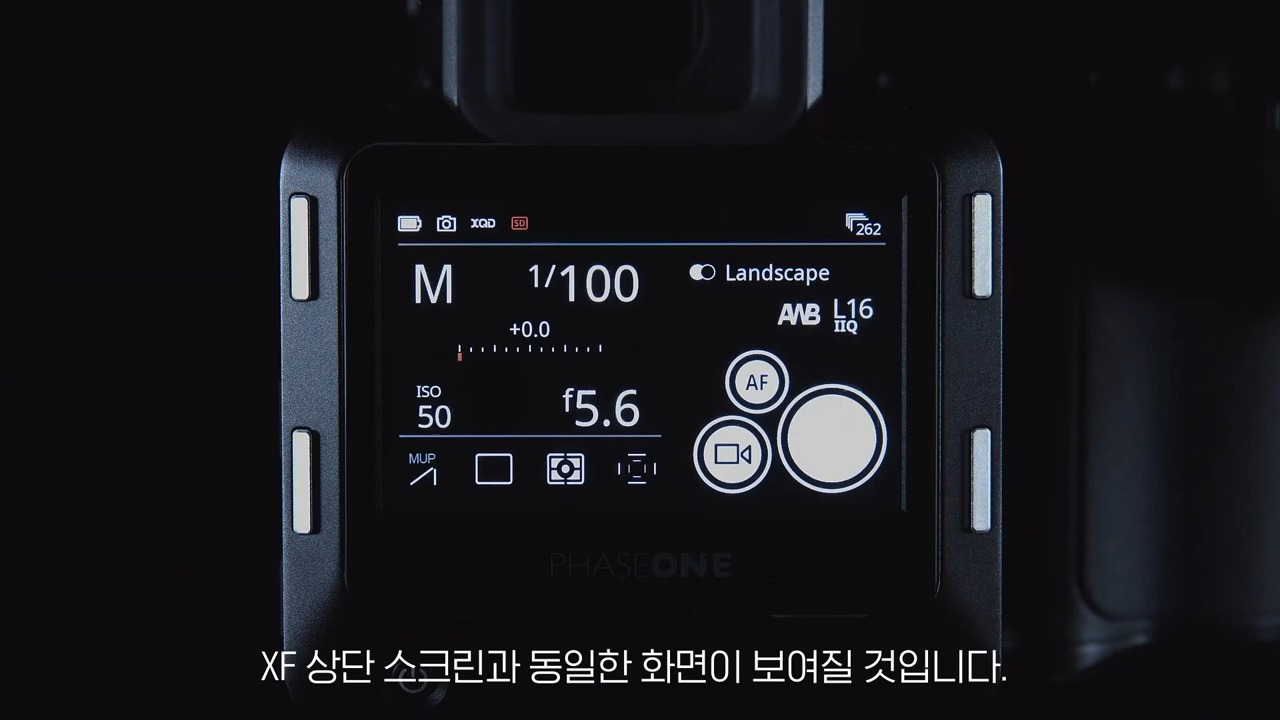 XQD SD 262
M 1/100 Landscape
AWB L16
IIQ
+0.0
ISO
50 f5.6
AF
MUP
PHASEONE
XF 상단 스크린과 동일한 화면이 보여질 것입니다.